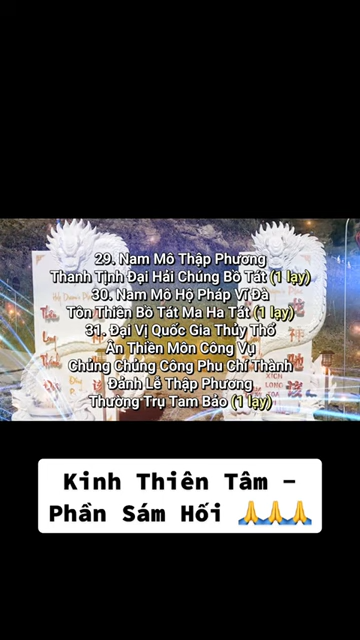 29. Nam Mô Thập Phương
Thanh Tịnh Đại Hải Chúng Bồ Tát (1 lạy)
30. Nam Mô Hộ Pháp Vĩ Đà
Tôn Thiên Bồ Tát Ma Ha Tát (1 lạy)
31. Đại Vị Quốc Gia Thủy Thổ
Ân Thiền Môn Công Vụ
Chủng Chủng Công Phu Chí Thành
Đảnh Lễ Thập Phương
Thường Trụ Tam Bảo (1 lạy)
Kinh Thiên Tâm -
Phần Sám Hối 🙏🙏🙏